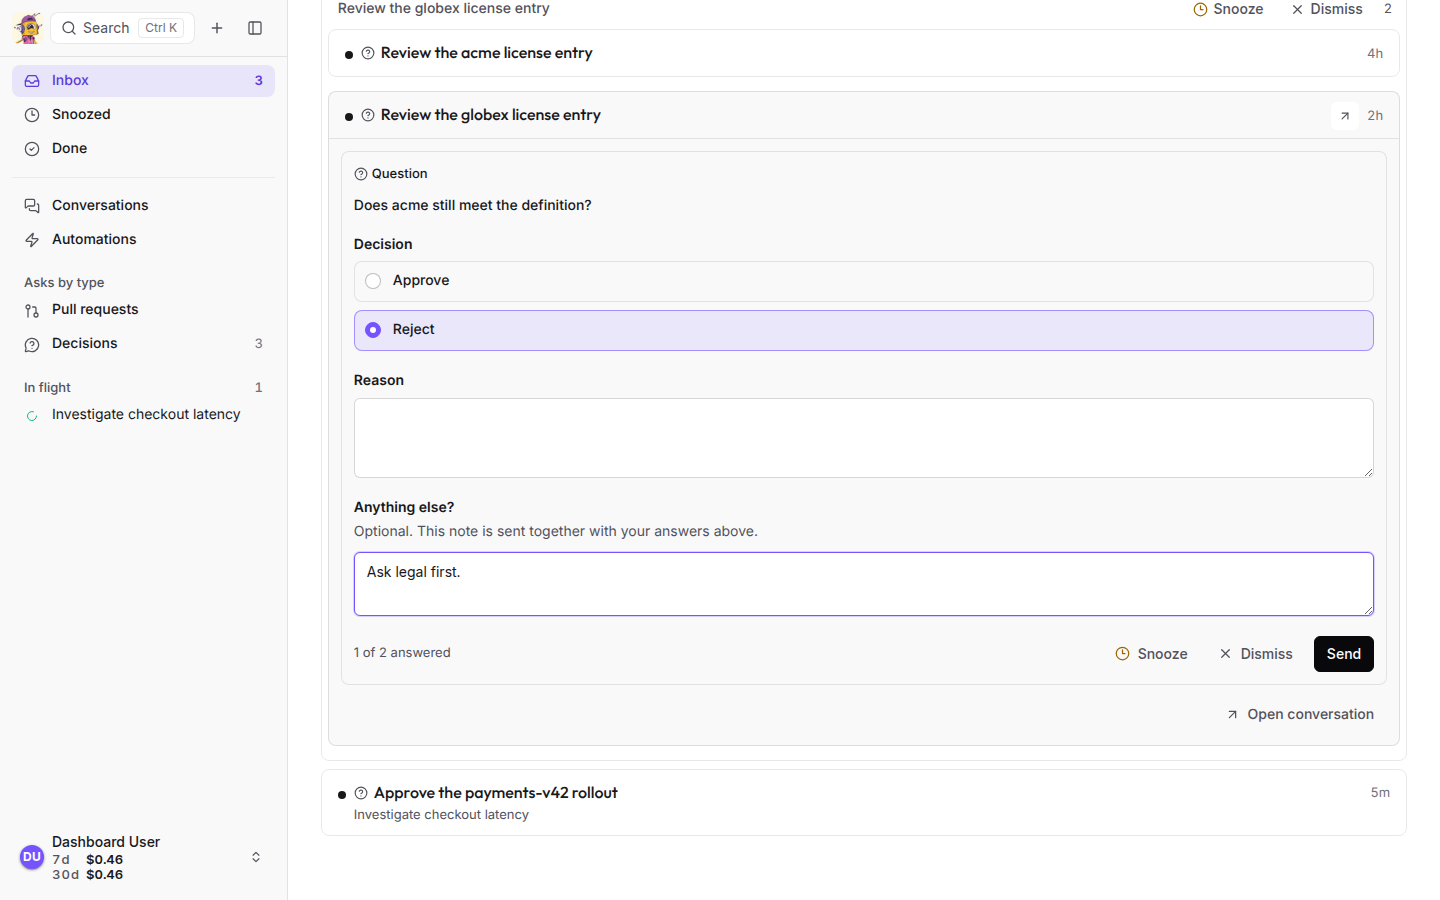 Search Ctrl K
Inbox 3
Snoozed
Done
Conversations
Automations
Asks by type
Pull requests
Decisions 3
In flight 1
Investigate checkout latency
DU
Dashboard User
7d $0.46
30d $0.46
Review the globex license entry Snooze Dismiss 2
Review the acme license entry 4h
Review the globex license entry 2h
Question
Does acme still meet the definition?
Decision
Approve
Reject
Reason
Anything else?
Optional. This note is sent together with your answers above.
Ask legal first.
1 of 2 answered Snooze Dismiss Send
Open conversation
Approve the payments-v42 rollout 5m
Investigate checkout latency